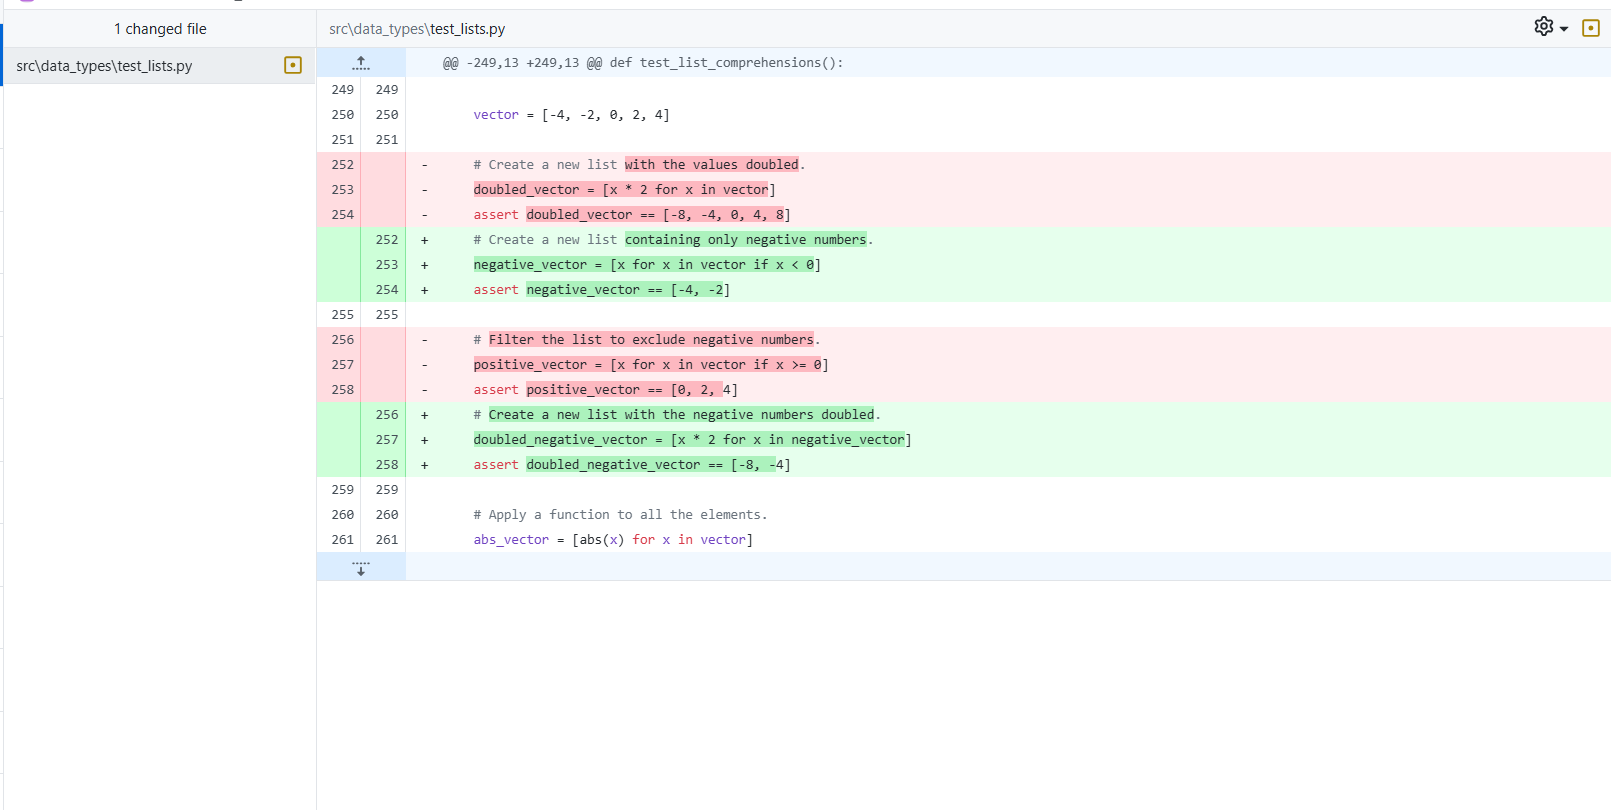 1 changed file
src\data_types\test_lists.py
src\data_types\test_lists.py
@@ -249,13 +249,13 @@ def test_list_comprehensions():
249 249
250 250 vector = [-4, -2, 0, 2, 4]
251 251
252 - # Create a new list with the values doubled.
253 - doubled_vector = [x * 2 for x in vector]
254 - assert doubled_vector == [-8, -4, 0, 4, 8]
252 + # Create a new list containing only negative numbers.
253 + negative_vector = [x for x in vector if x < 0]
254 + assert negative_vector == [-4, -2]
255 255
256 - # Filter the list to exclude negative numbers.
257 - positive_vector = [x for x in vector if x >= 0]
258 - assert positive_vector == [0, 2, 4]
256 + # Create a new list with the negative numbers doubled.
257 + doubled_negative_vector = [x * 2 for x in negative_vector]
258 + assert doubled_negative_vector == [-8, -4]
259 259
260 260 # Apply a function to all the elements.
261 261 abs_vector = [abs(x) for x in vector]